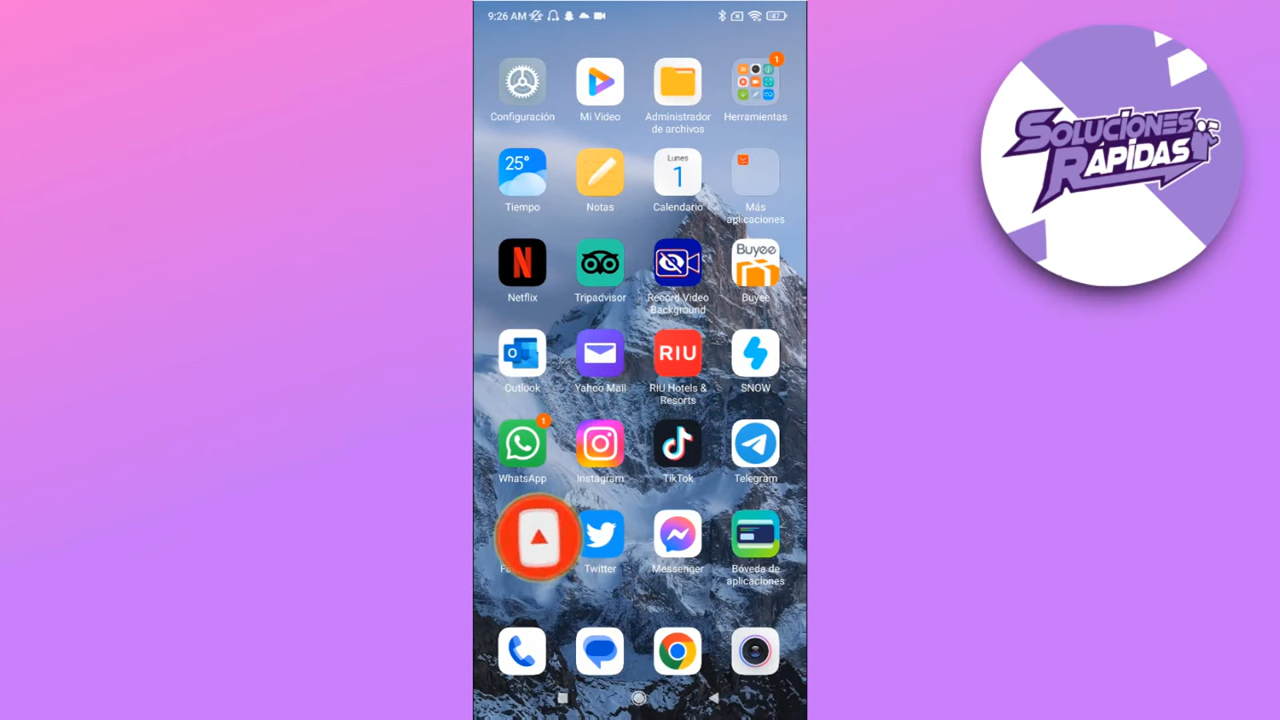 9:26 AM
SOLUCIONES
RÁPIDAS
Configuración
Mi Video
Administrador
de archivos
1
Herramientas
25°
Tiempo
Notas
Lunes
1
Calendario
Más
aplicaciones
Netflix
Tripadvisor
Record Video
Background
Buyee
Buyee
Outlook
Yahoo Mail
RIU
RIU Hotels &
Resorts
SNOW
1
WhatsApp
Instagram
TikTok
Telegram
Twitter
Messenger
Bóveda de
aplicaciones